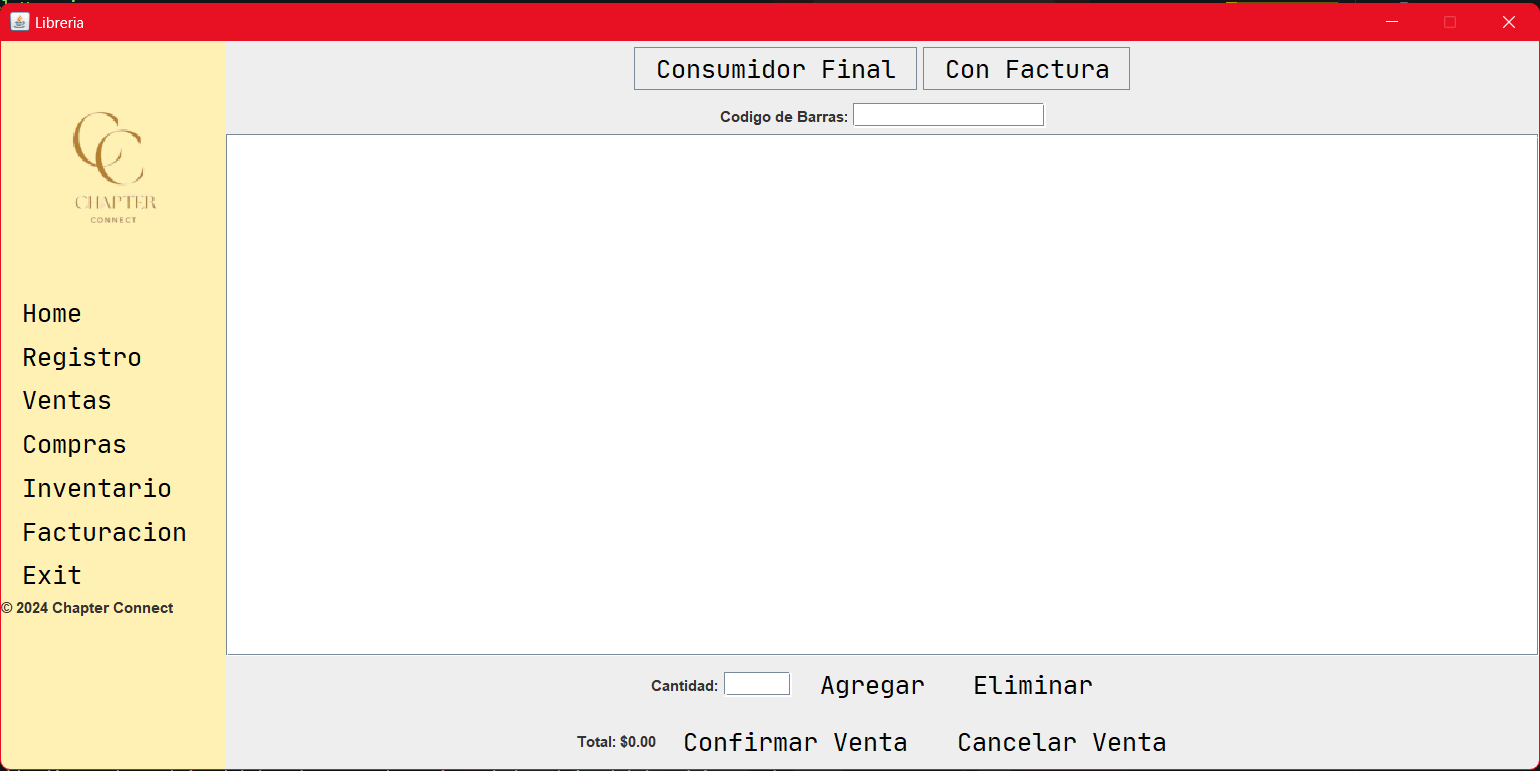 Libreria
CHAPTER
CONNECT
Home
Registro
Ventas
Compras
Inventario
Facturacion
Exit
© 2024 Chapter Connect
Consumidor Final Con Factura
Codigo de Barras:
Cantidad: Agregar Eliminar
Total: $0.00 Confirmar Venta Cancelar Venta